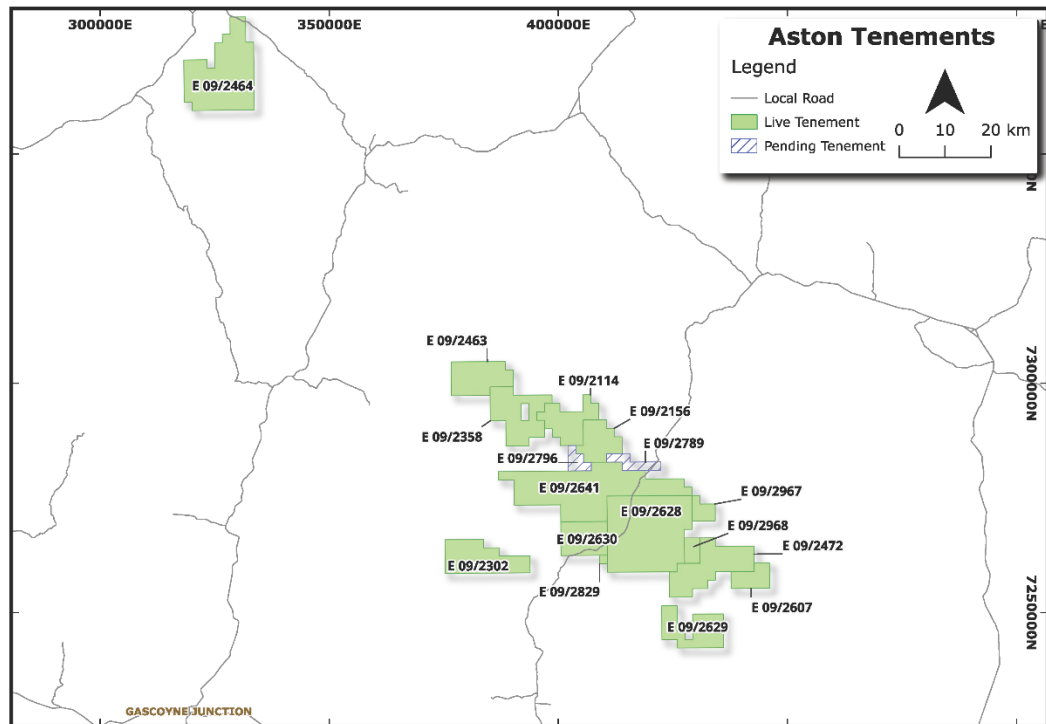 300000E
350000E
400000E
Aston Tenements
Legend
Local Road
Live Tenement
Pending Tenement
0 10 20 km
E 09/2464
7300000N
E 09/2463
E 09/2114
E 09/2156
E 09/2358
E 09/2789
E 09/2796
E 09/2641
E 09/2967
E 09/2628
E 09/2968
E 09/2630
E 09/2472
E 09/2302
E 09/2829
E 09/2607
7250000N
E 09/2629
GASCOYNE JUNCTION